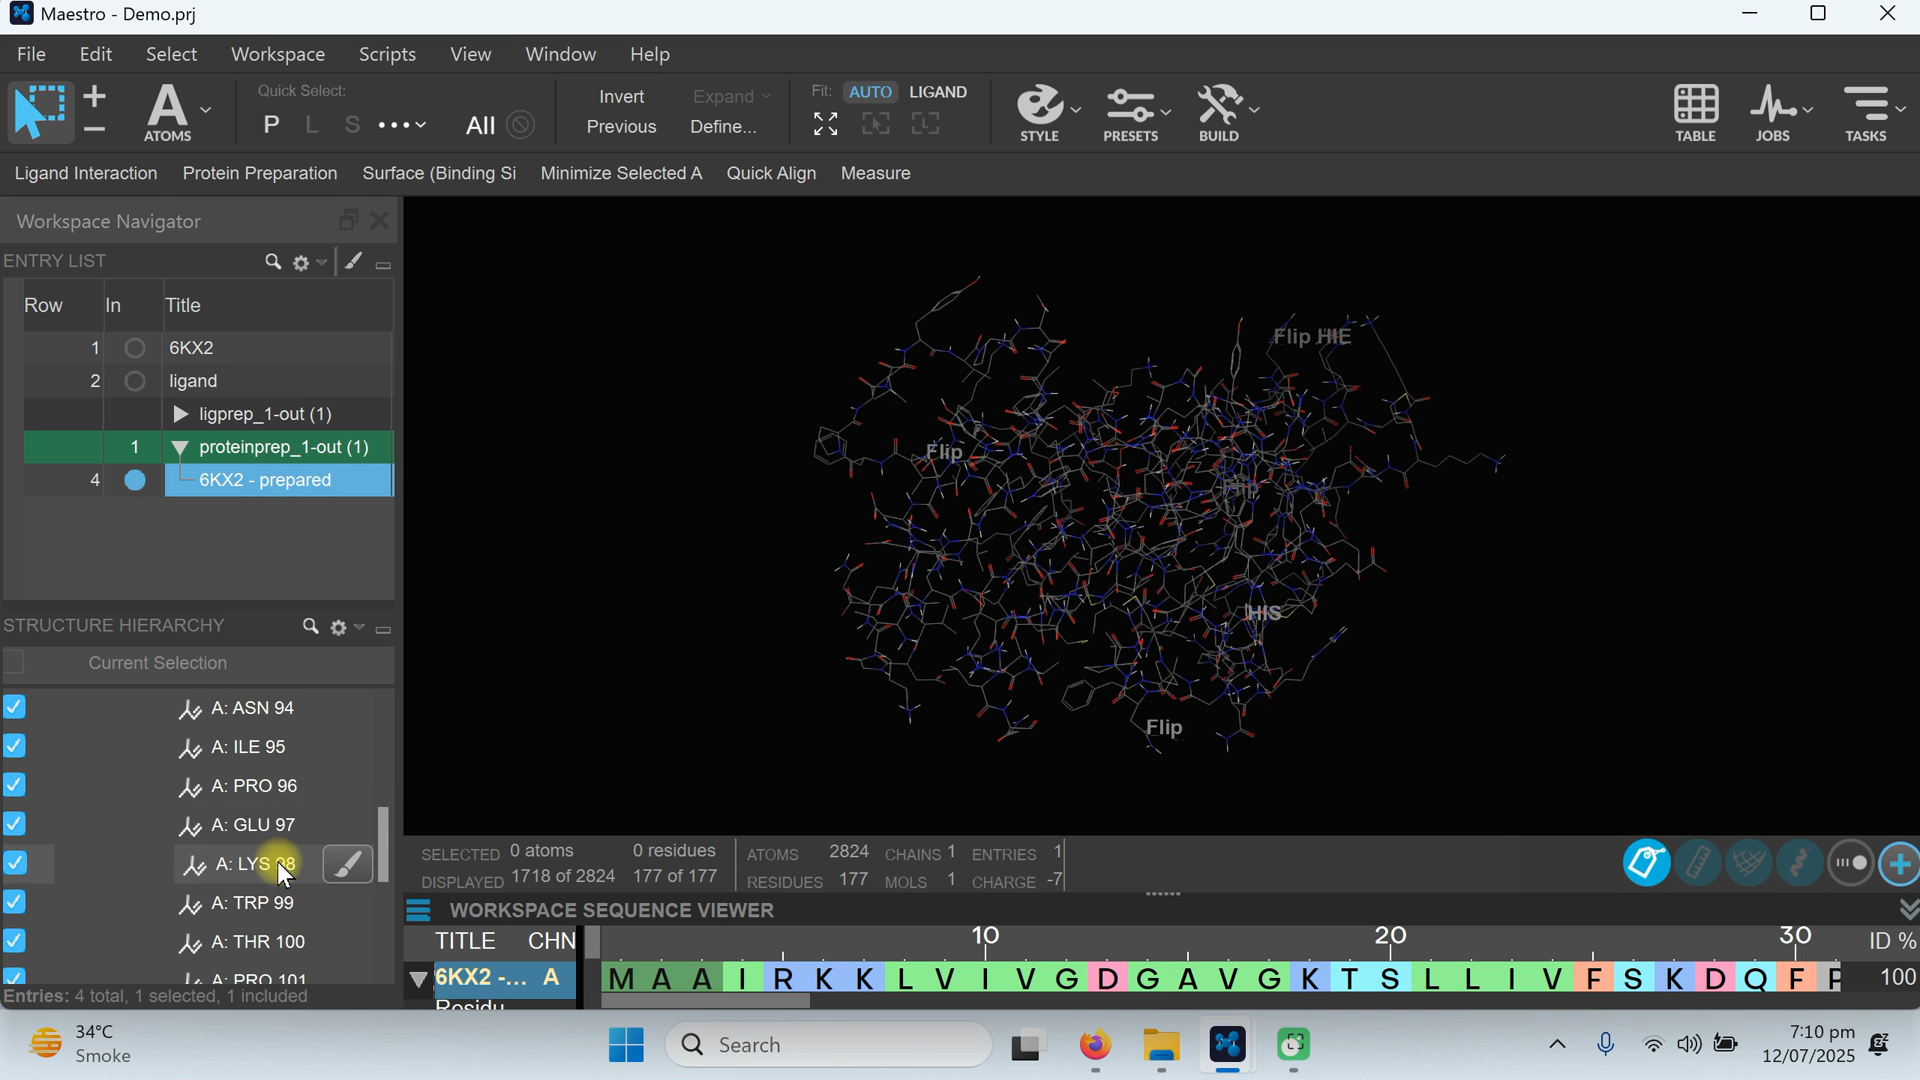 Maestro - Demo.prj
File Edit Select Workspace Scripts View Window Help
ATOMS
Quick Select:
P L S All
Invert Expand
Previous Define...
Fit: AUTO LIGAND
STYLE PRESETS BUILD
TABLE JOBS TASKS
Ligand Interaction Protein Preparation Surface (Binding Si Minimize Selected A Quick Align Measure
Workspace Navigator
ENTRY LIST
Row In Title
1 6KX2
2 ligand
ligprep_1-out (1)
1 proteinprep_1-out (1)
4 6KX2 - prepared
STRUCTURE HIERARCHY
Current Selection
A: ASN 94
A: ILE 95
A: PRO 96
A: GLU 97
A: LYS 98
A: TRP 99
A: THR 100
A: PRO 101
Entries: 4 total, 1 selected, 1 included
Flip HIE
Flip
Flip
HIS
Flip
SELECTED 0 atoms 0 residues ATOMS 2824 CHAINS 1 ENTRIES 1
DISPLAYED 1718 of 2824 177 of 177 RESIDUES 177 MOLS 1 CHARGE -7
WORKSPACE SEQUENCE VIEWER
TITLE CHN 10 20 30 ID %
6KX2 -... A M A A I R K K L V I V G D G A V G K T S L L I V F S K D Q F P 100
Residu
34°C
Smoke
Search
7:10 pm
12/07/2025